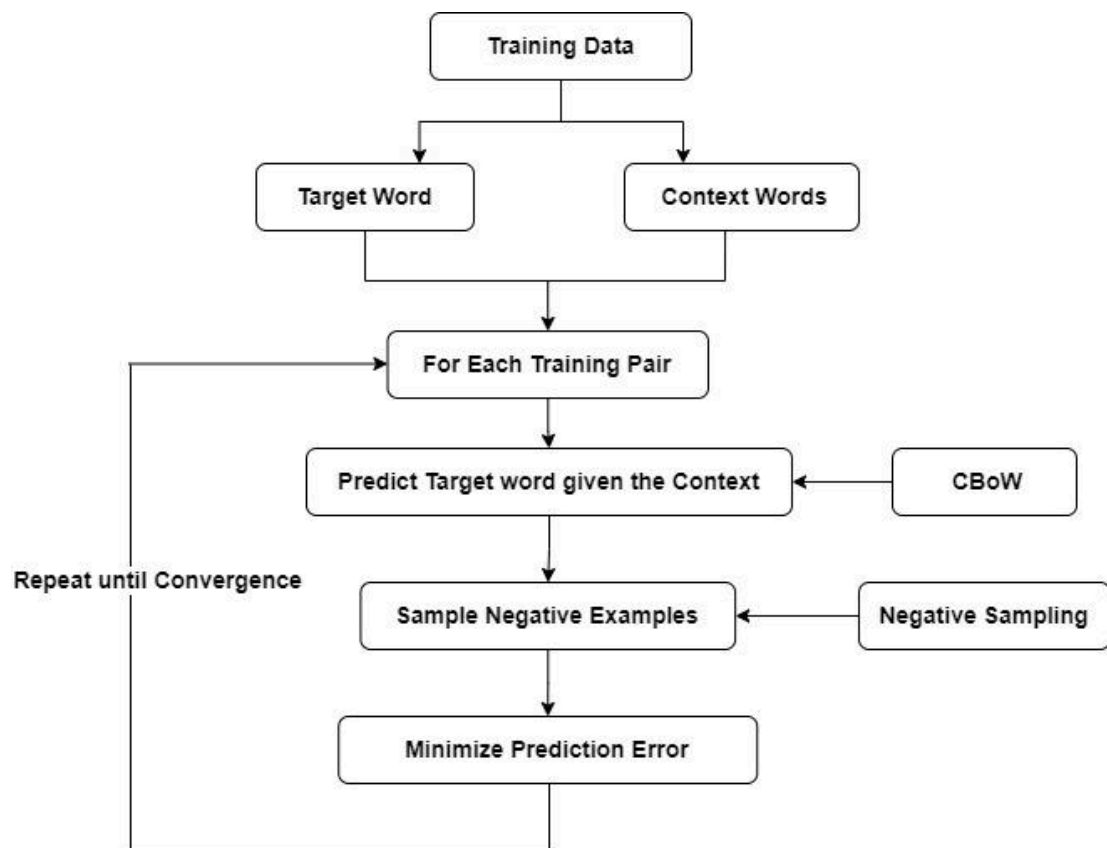 Training Data
Target Word
Context Words
For Each Training Pair
Predict Target word given the Context
CBoW
Repeat until Convergence
Sample Negative Examples
Negative Sampling
Minimize Prediction Error